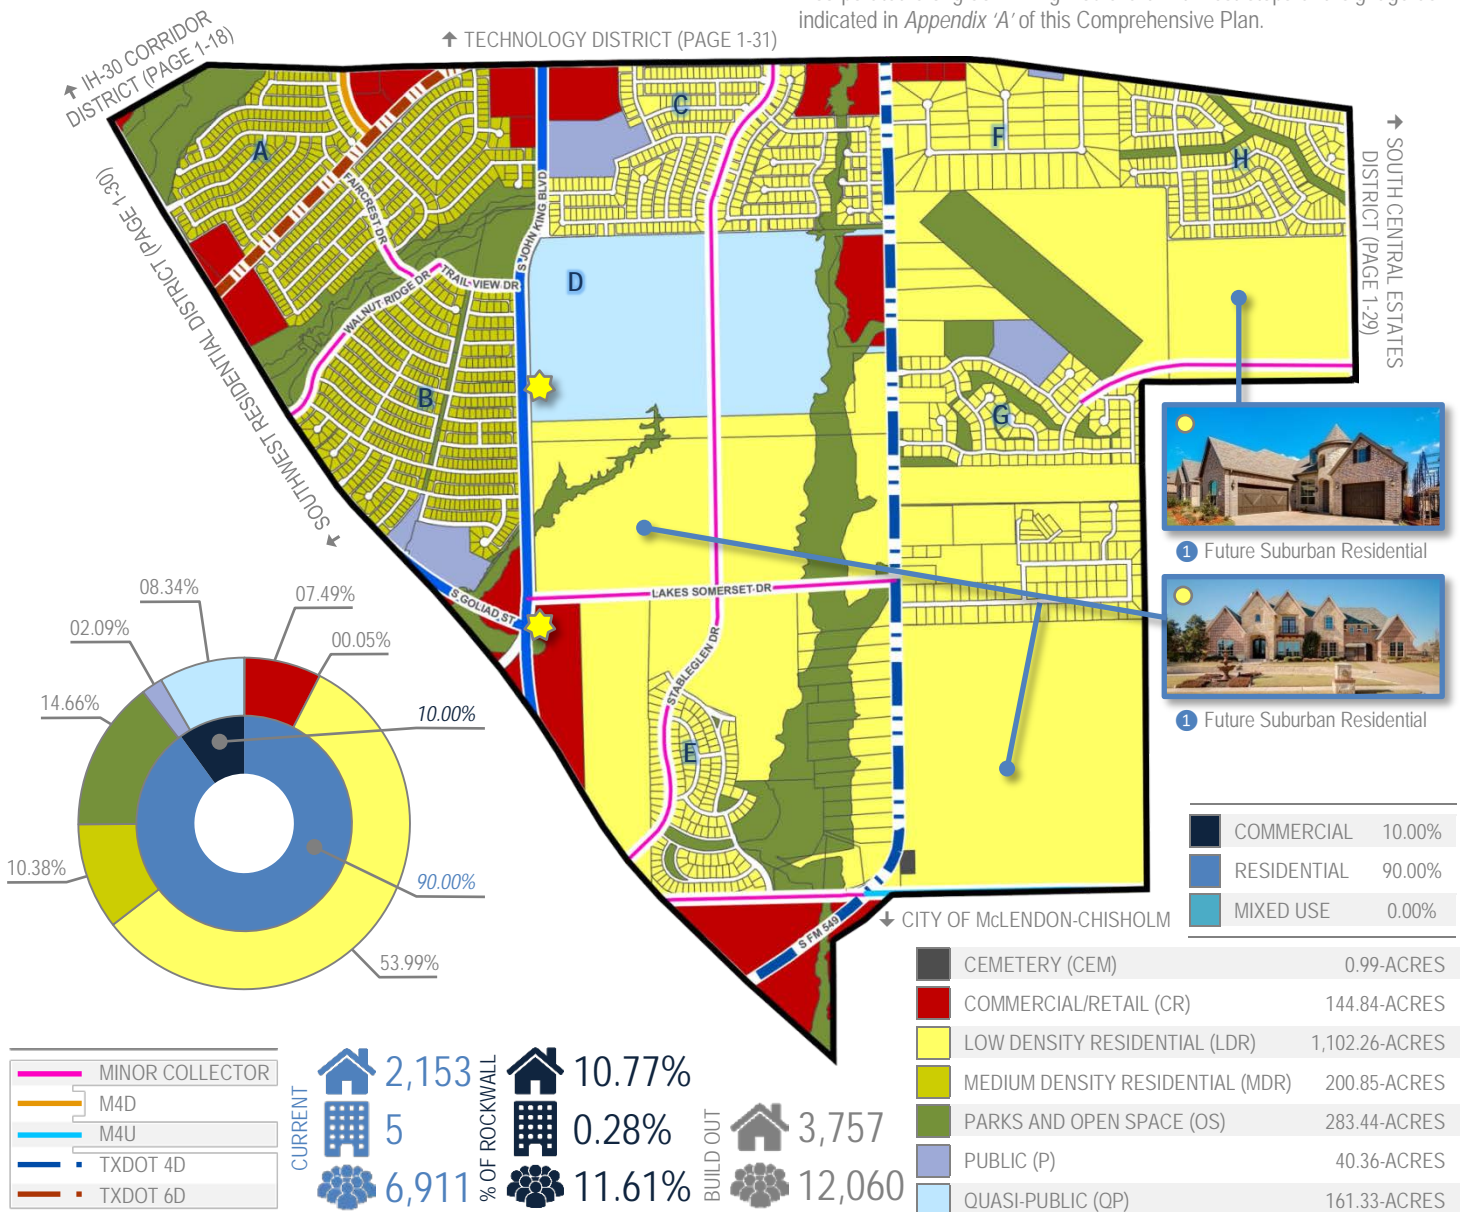 indicated in Appendix ‘A’ of this Comprehensive Plan.
↑ TECHNOLOGY DISTRICT (PAGE 1-31)
↑ IH-30 CORRIDOR
DISTRICT (PAGE 1-18)
SOUTHWEST RESIDENTIAL DISTRICT (PAGE 1-30)
↑ SOUTH CENTRAL ESTATES
DISTRICT (PAGE 1-29)
A
B
C
D
E
F
G
H
FAIRCREST DR
WALNUT RIDGE DR
TRAIL VIEW DR
S JOHN KING BLVD
S GOLIAD ST
LAKES SOMERSET DR
STABLEGLEN DR
S FM 549
1 Future Suburban Residential
1 Future Suburban Residential
08.34%
07.49%
02.09%
00.05%
14.66%
10.00%
10.38%
90.00%
53.99%
COMMERCIAL 10.00%
RESIDENTIAL 90.00%
MIXED USE 0.00%
↓ CITY OF McLENDON-CHISHOLM
CEMETERY (CEM) 0.99-ACRES
COMMERCIAL/RETAIL (CR) 144.84-ACRES
LOW DENSITY RESIDENTIAL (LDR) 1,102.26-ACRES
MEDIUM DENSITY RESIDENTIAL (MDR) 200.85-ACRES
PARKS AND OPEN SPACE (OS) 283.44-ACRES
PUBLIC (P) 40.36-ACRES
QUASI-PUBLIC (QP) 161.33-ACRES
MINOR COLLECTOR
M4D
M4U
TXDOT 4D
TXDOT 6D
CURRENT
2,153
5
6,911
% OF ROCKWALL
10.77%
0.28%
11.61%
BUILD OUT
3,757
12,060